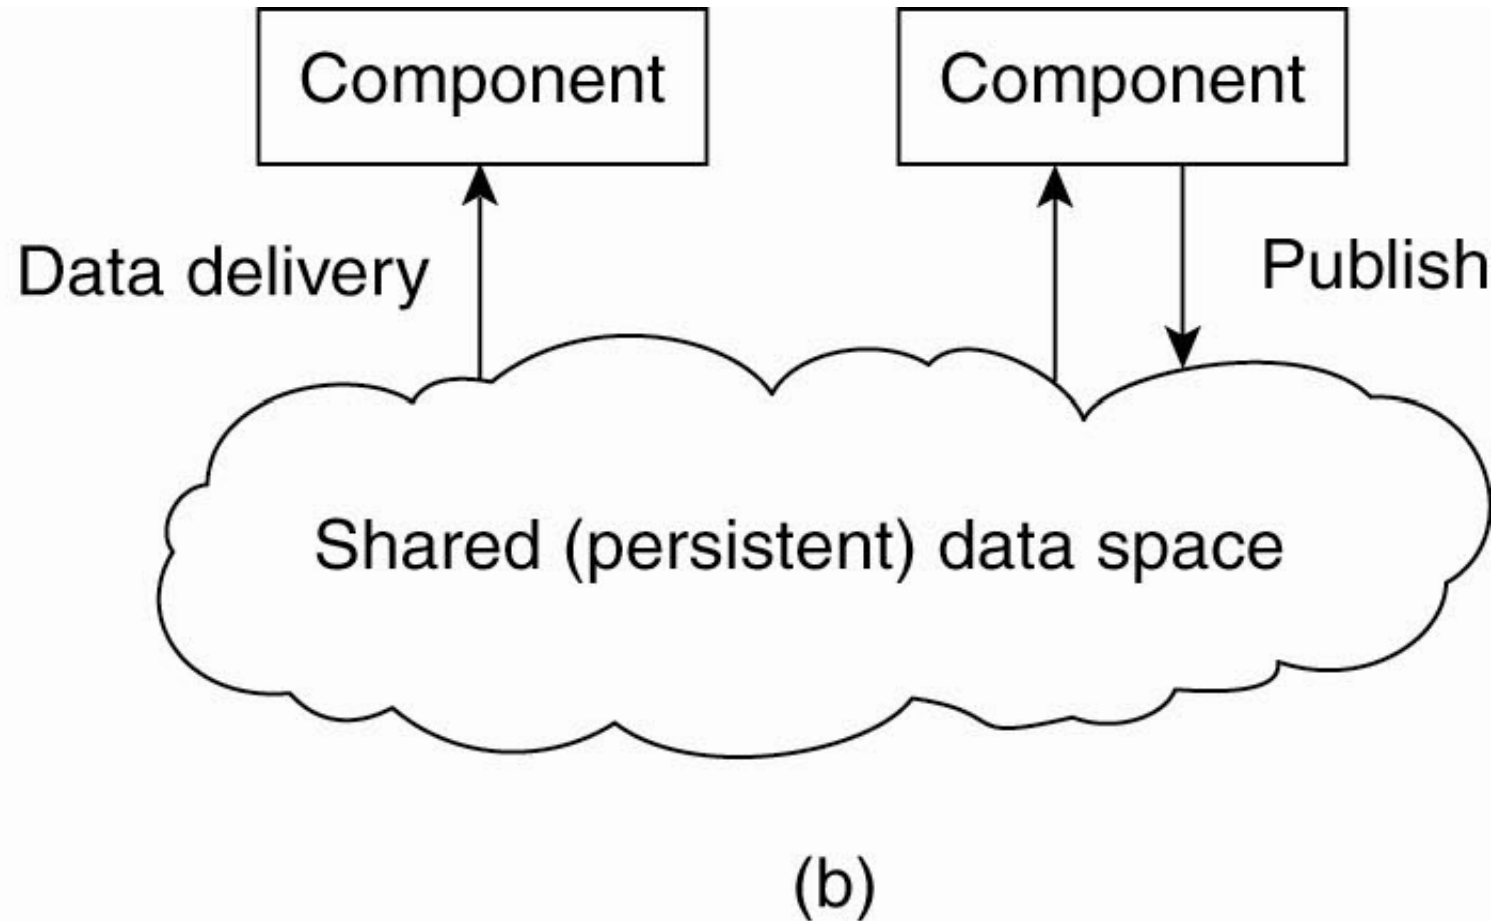 Component
Component
Data delivery
Publish
Shared (persistent) data space
(b)